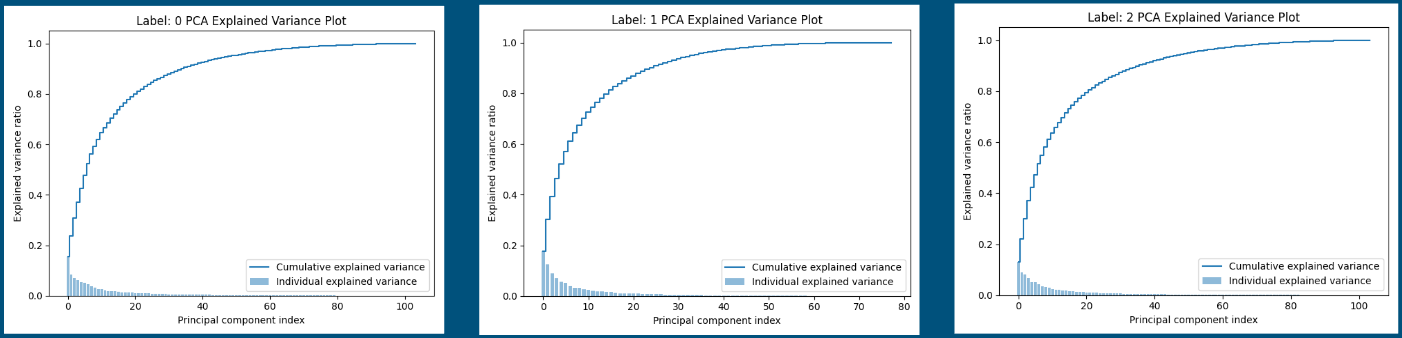 Label: 0 PCA Explained Variance Plot
1.0
0.8
0.6
0.4
0.2
0.0
Explained variance ratio
Cumulative explained variance
Individual explained variance
0 20 40 60 80 100
Principal component index
Label: 1 PCA Explained Variance Plot
1.0
0.8
0.6
0.4
0.2
0.0
Explained variance ratio
Cumulative explained variance
Individual explained variance
0 10 20 30 40 50 60 70 80
Principal component index
Label: 2 PCA Explained Variance Plot
1.0
0.8
0.6
0.4
0.2
0.0
Explained variance ratio
Cumulative explained variance
Individual explained variance
0 20 40 60 80 100
Principal component index